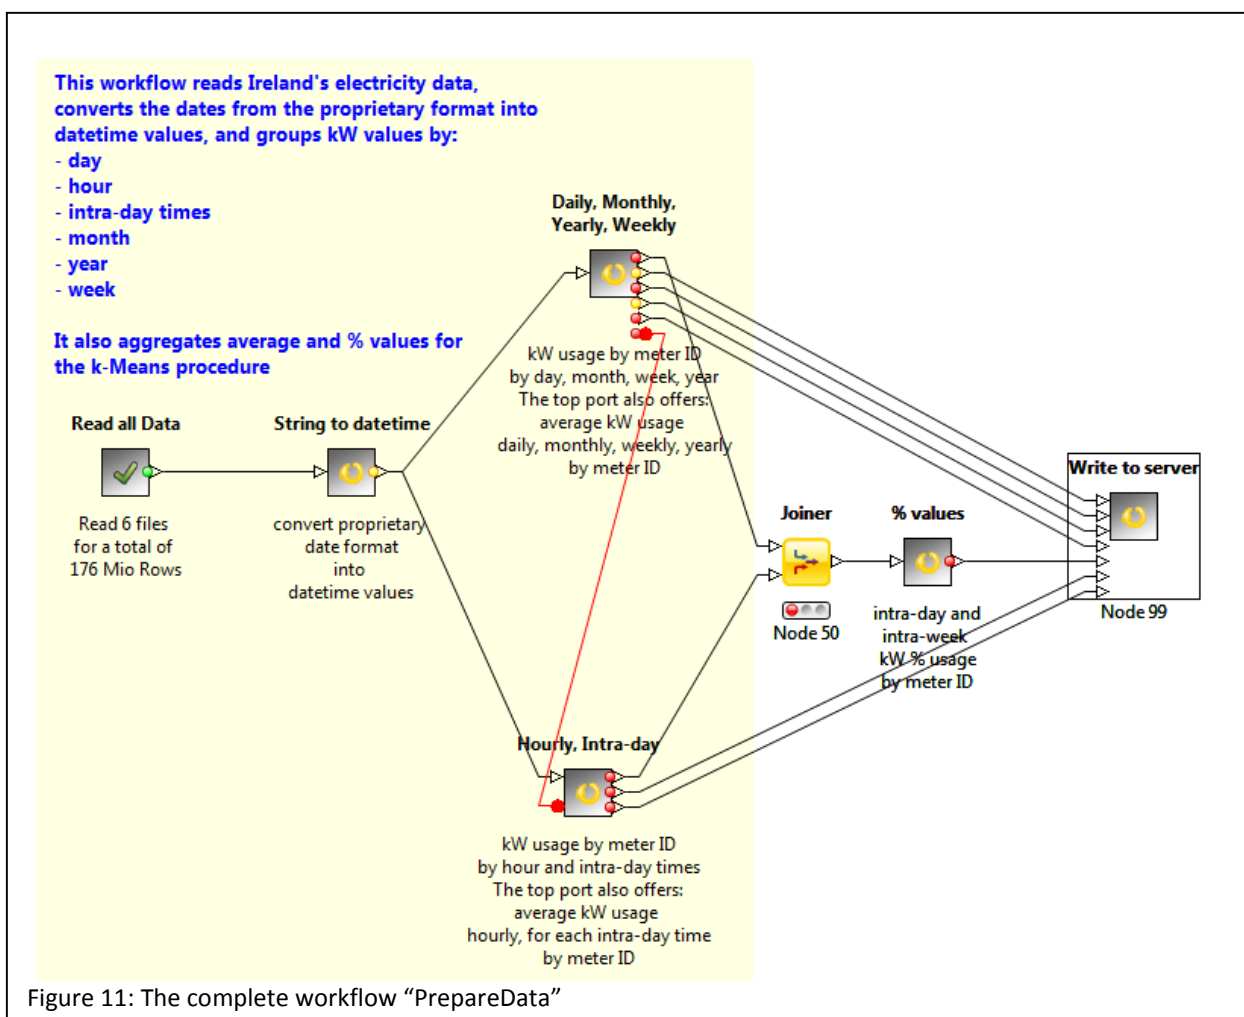 This workflow reads Ireland's electricity data,
converts the dates from the proprietary format into
datetime values, and groups kW values by:
- day
- hour
- intra-day times
- month
- year
- week
It also aggregates average and % values for
the k-Means procedure
Daily, Monthly,
Yearly, Weekly
kW usage by meter ID
by day, month, week, year
The top port also offers:
average kW usage
daily, monthly, weekly, yearly
by meter ID
Read all Data
Read 6 files
for a total of
176 Mio Rows
String to datetime
convert proprietary
date format
into
datetime values
Joiner
Node 50
% values
intra-day and
intra-week
kW % usage
by meter ID
Write to server
Node 99
Hourly, Intra-day
kW usage by meter ID
by hour and intra-day times
The top port also offers:
average kW usage
hourly, for each intra-day time
by meter ID
Figure 11: The complete workflow “PrepareData”